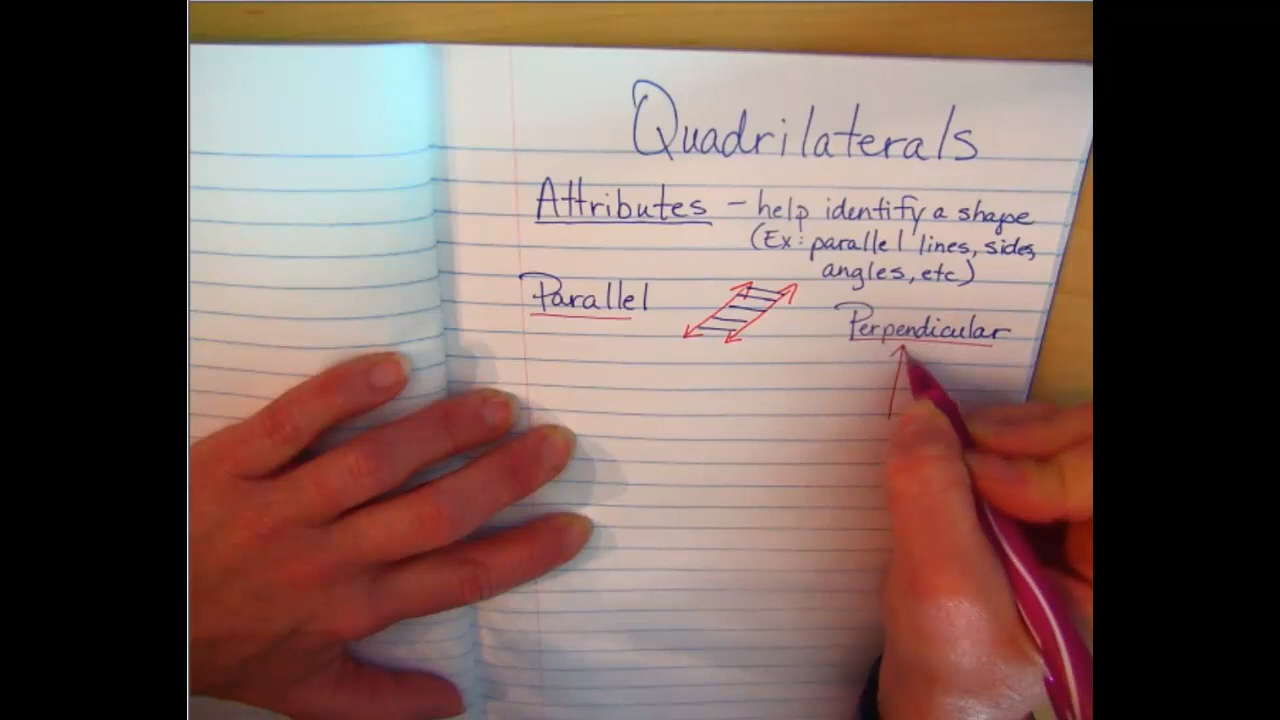 Quadrilaterals
Attributes - help identify a shape
(Ex: parallel lines, sides,
angles, etc)
Parallel
Perpendicular